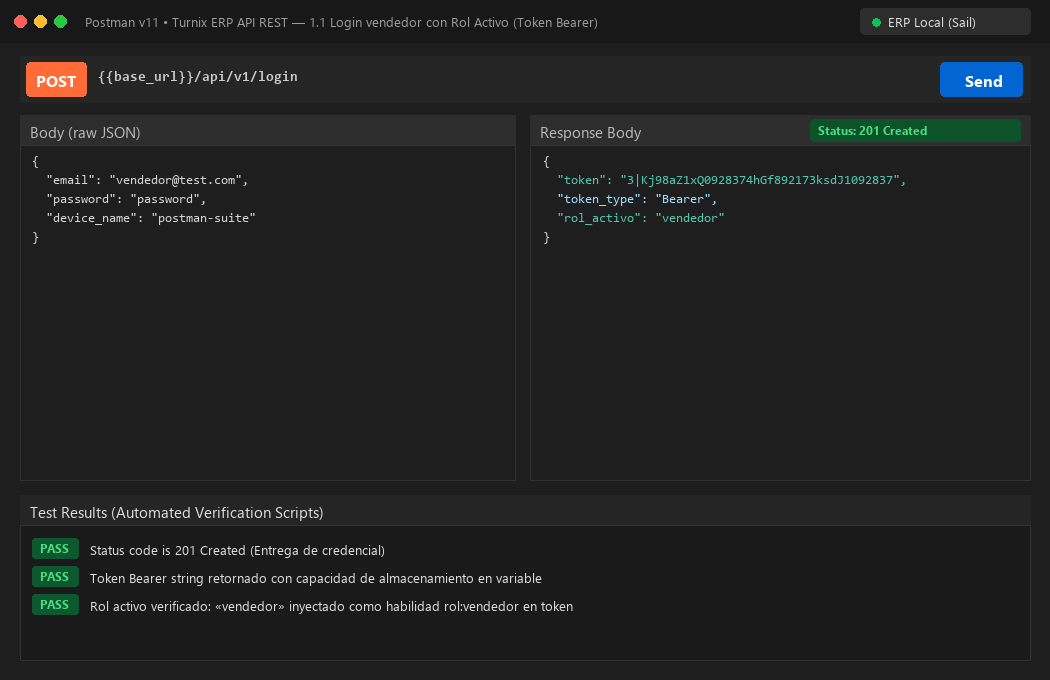 Postman v11 • Turnix ERP API REST — 1.1 Login vendedor con Rol Activo (Token Bearer)
ERP Local (Sail)
POST
{{base_url}}/api/v1/login
Send
Body (raw JSON)
{
"email": "vendedor@test.com",
"password": "password",
"device_name": "postman-suite"
}
Response Body
Status: 201 Created
{
"token": "3|Kj98aZ1xQ0928374hGf892173ksdJ1092837",
"token_type": "Bearer",
"rol_activo": "vendedor"
}
Test Results (Automated Verification Scripts)
PASS Status code is 201 Created (Entrega de credencial)
PASS Token Bearer string retornado con capacidad de almacenamiento en variable
PASS Rol activo verificado: «vendedor» inyectado como habilidad rol:vendedor en token